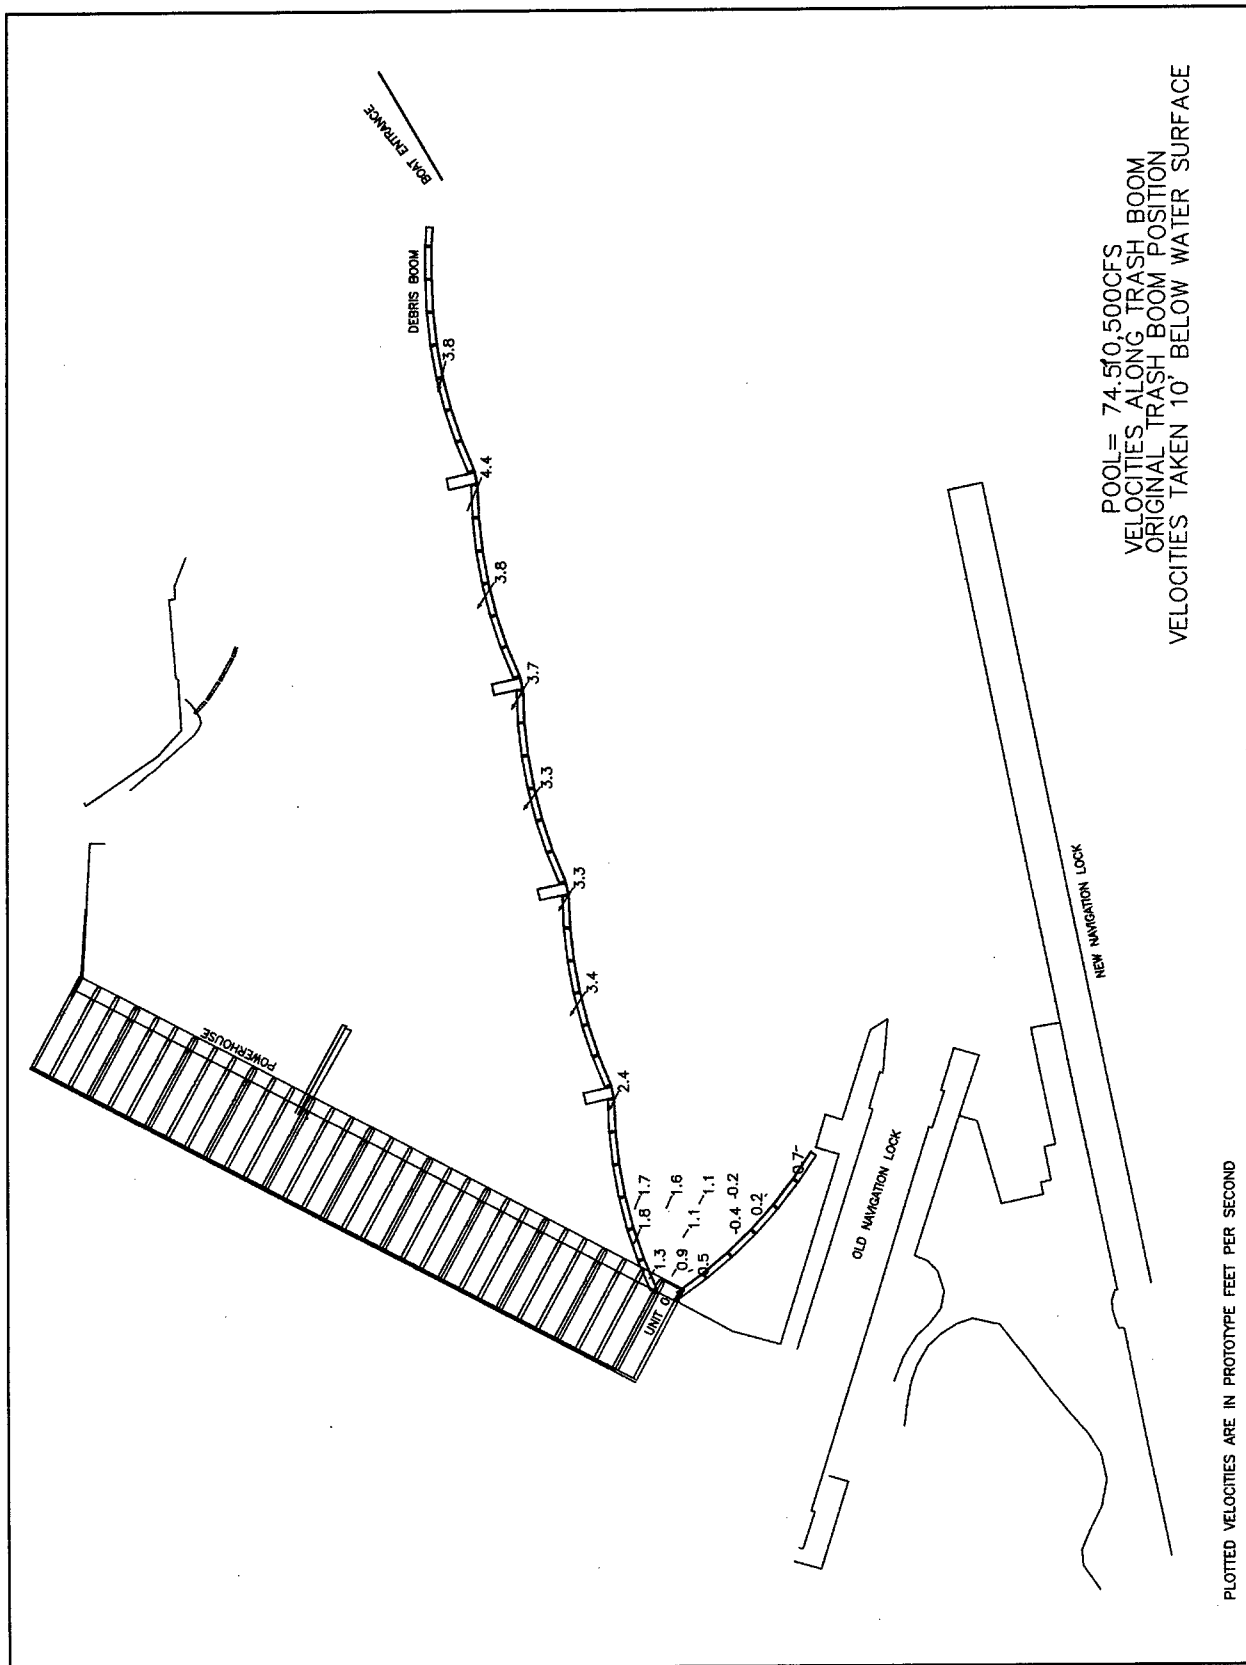 BOAT ENTRANCE
DEBRIS BOOM
3.8
4.4
3.8
3.7
3.3
3.3
3.4
2.4
1.7
1.8
1.3
1.6
1.1
1.1
0.9
0.5
-0.2
-0.4
0.2
0.7
POWERHOUSE
UNIT 0
OLD NAVIGATION LOCK
NEW NAVIGATION LOCK
VELOCITIES ALONG TRASH BOOM
ORIGINAL TRASH BOOM POSITION
VELOCITIES TAKEN 10' BELOW WATER SURFACE
POOL= 74.5
PLOTTED VELOCITIES ARE IN PROTOTYPE FEET PER SECOND